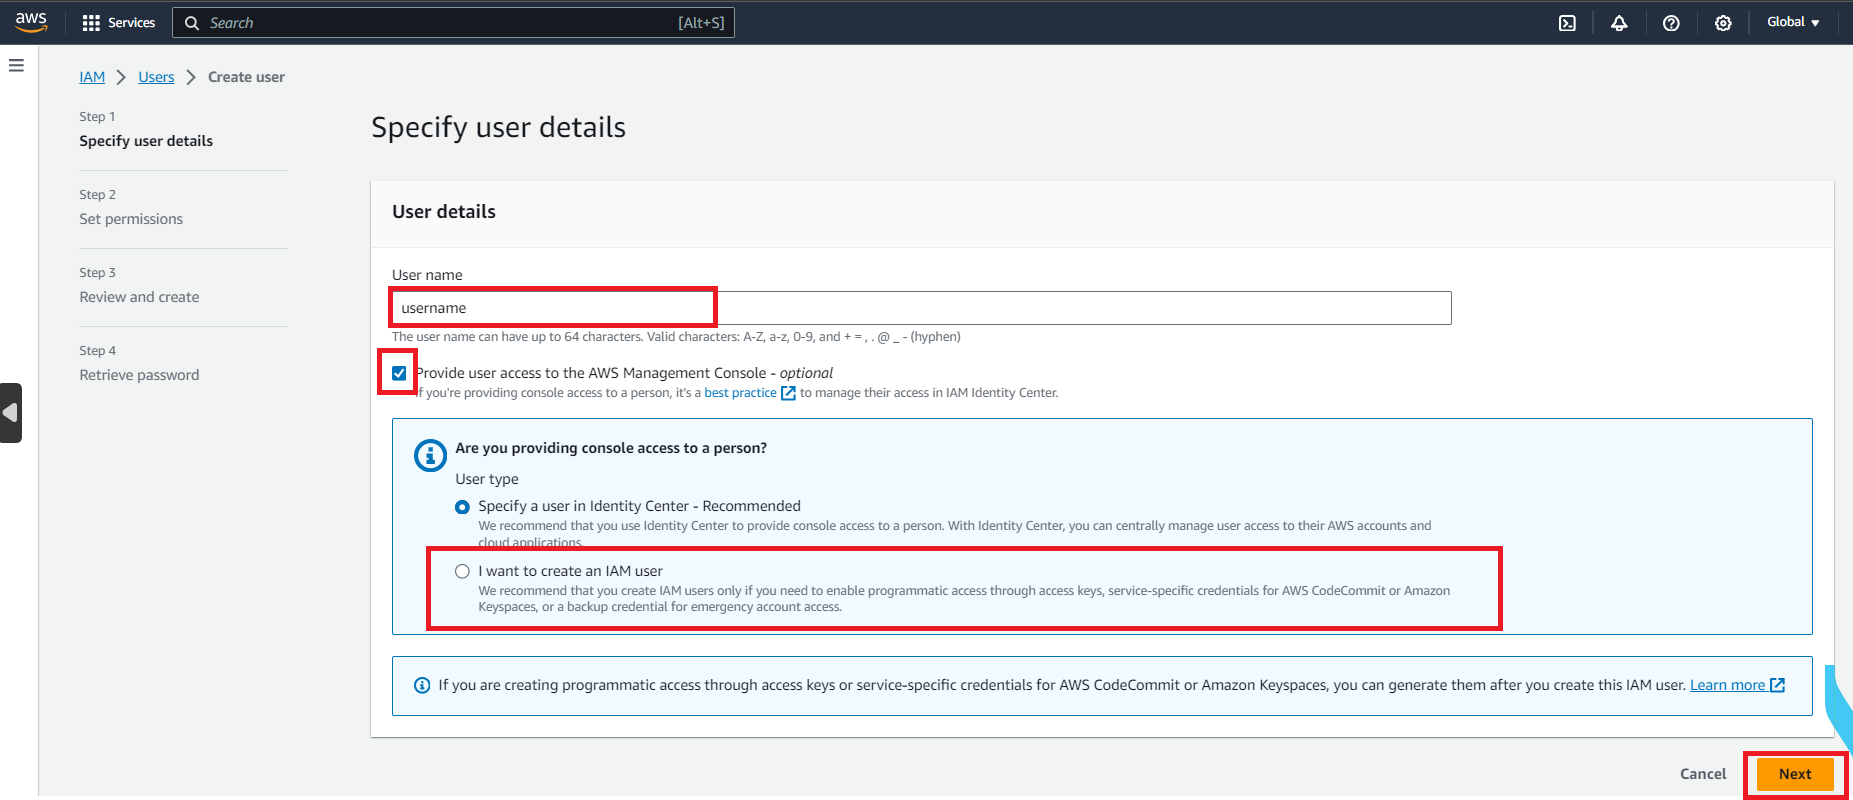 aws
Services
Search
[Alt+S]
Global
IAM
Users
Create user
Step 1
Specify user details
Step 2
Set permissions
Step 3
Review and create
Step 4
Retrieve password
Specify user details
User details
User name
username
The user name can have up to 64 characters. Valid characters: A-Z, a-z, 0-9, and + = , . @ _ - (hyphen)
Provide user access to the AWS Management Console - optional
If you're providing console access to a person, it's a best practice to manage their access in IAM Identity Center.
Are you providing console access to a person?
User type
Specify a user in Identity Center - Recommended
We recommend that you use Identity Center to provide console access to a person. With Identity Center, you can centrally manage user access to their AWS accounts and
cloud applications.
I want to create an IAM user
We recommend that you create IAM users only if you need to enable programmatic access through access keys, service-specific credentials for AWS CodeCommit or Amazon
Keyspaces, or a backup credential for emergency account access.
If you are creating programmatic access through access keys or service-specific credentials for AWS CodeCommit or Amazon Keyspaces, you can generate them after you create this IAM user. Learn more
Cancel
Next